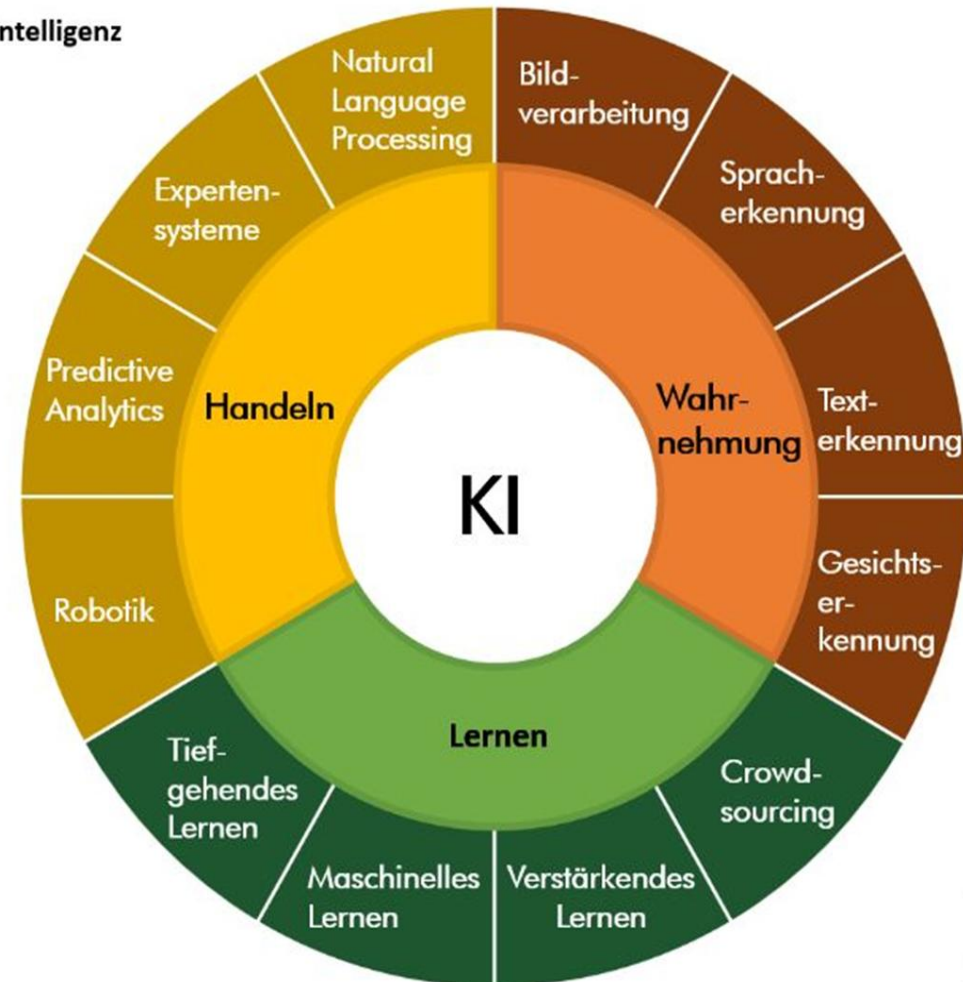 ntelligenz
Natural
Language
Processing
Bild-
verarbeitung
Experten-
systeme
Sprach-
erkennung
Predictive
Analytics
Handeln
Wahr-
nehmung
Text-
erkennung
KI
Robotik
Gesichts-
er-
kennung
Lernen
Tief-
gehendes
Lernen
Maschinelles
Lernen
Verstärkendes
Lernen
Crowd-
sourcing